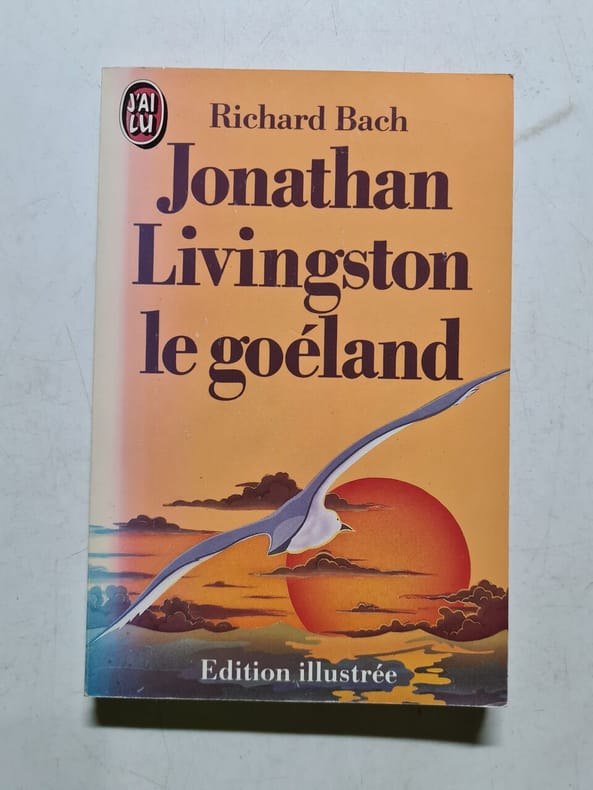 J'AI
LU
Richard Bach
Jonathan
Livingston
le goéland
Edition illustrée